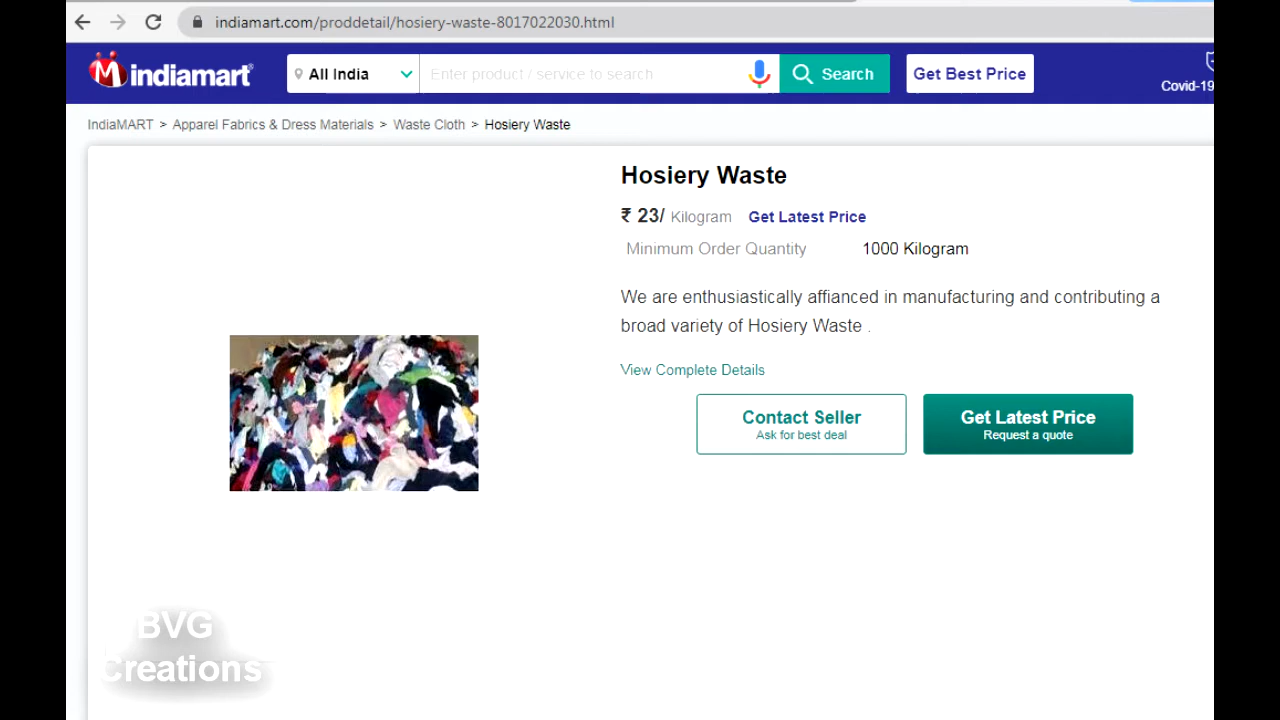 indiamart.com/proddetail/hosiery-waste-8017022030.html
indiamart
All India
Enter product / service to search
Search
Get Best Price
Covid-19
IndiaMART > Apparel Fabrics & Dress Materials > Waste Cloth > Hosiery Waste
Hosiery Waste
₹ 23/ Kilogram Get Latest Price
Minimum Order Quantity 1000 Kilogram
We are enthusiastically affianced in manufacturing and contributing a
broad variety of Hosiery Waste .
View Complete Details
Contact Seller
Ask for best deal
Get Latest Price
Request a quote
BVG
Creations